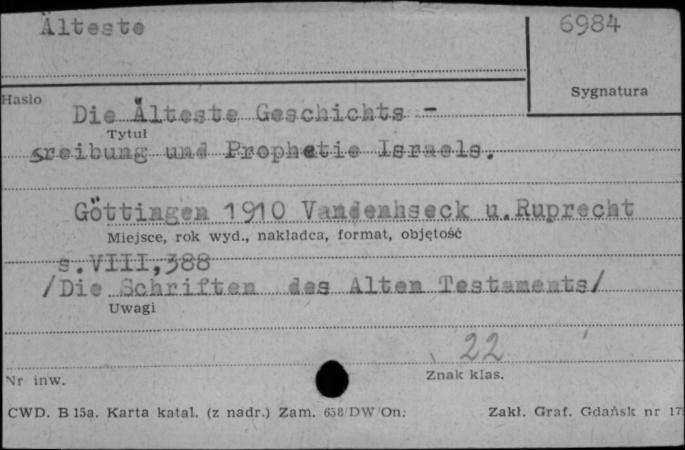 Älteste
6984
Sygnatura
Hasło
Die Älteste Geschichts -
Tytuł
sreibung und Prophetie Israels.
Göttingen 1910 Vandenhseck u. Ruprecht
Miejsce, rok wyd., nakładca, format, objętość
s.VIII,388
/Die Schriften des Alten Testaments/
Uwagi
22
Nr inw.
Znak klas.
CWD. B 15a. Karta katal. (z nadr.) Zam. 658/DW/On.
Zakł. Graf. Gdańsk nr 17